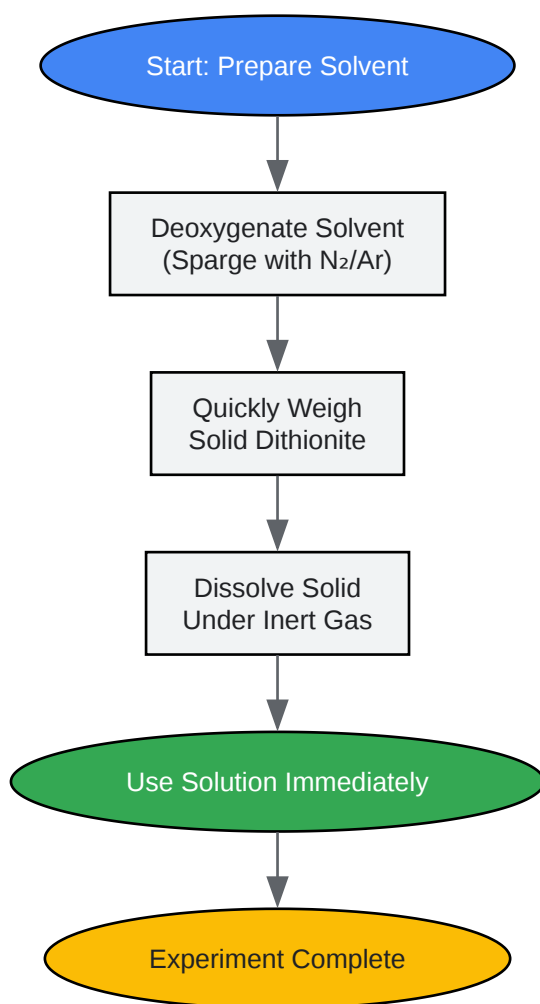 Start: Prepare Solvent
Deoxygenate Solvent
(Sparge with N₂/Ar)
Quickly Weigh
Solid Dithionite
Dissolve Solid
Under Inert Gas
Use Solution Immediately
Experiment Complete